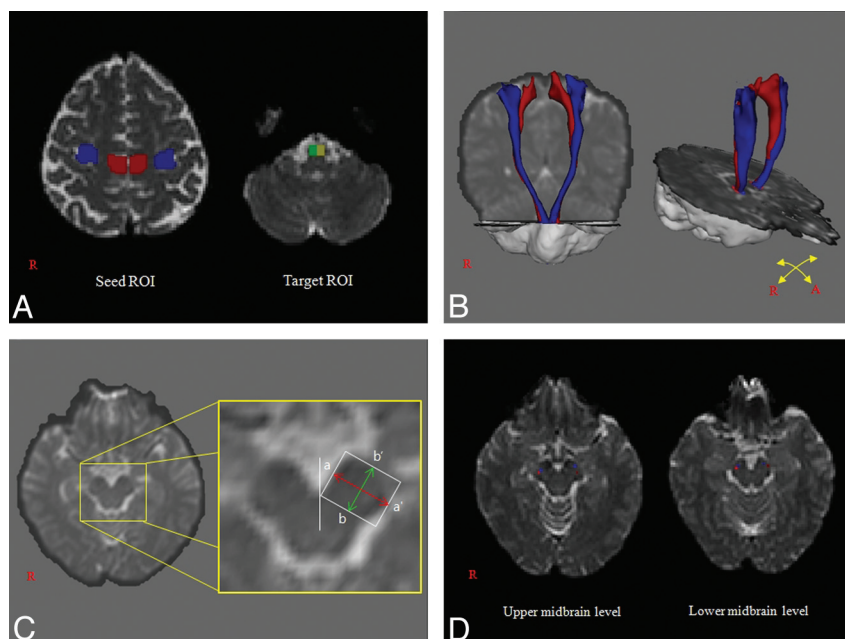 R
Seed ROI
Target ROI
A
R
R
A
B
a
b'
b
a'
R
C
R
Upper midbrain level
Lower midbrain level
D